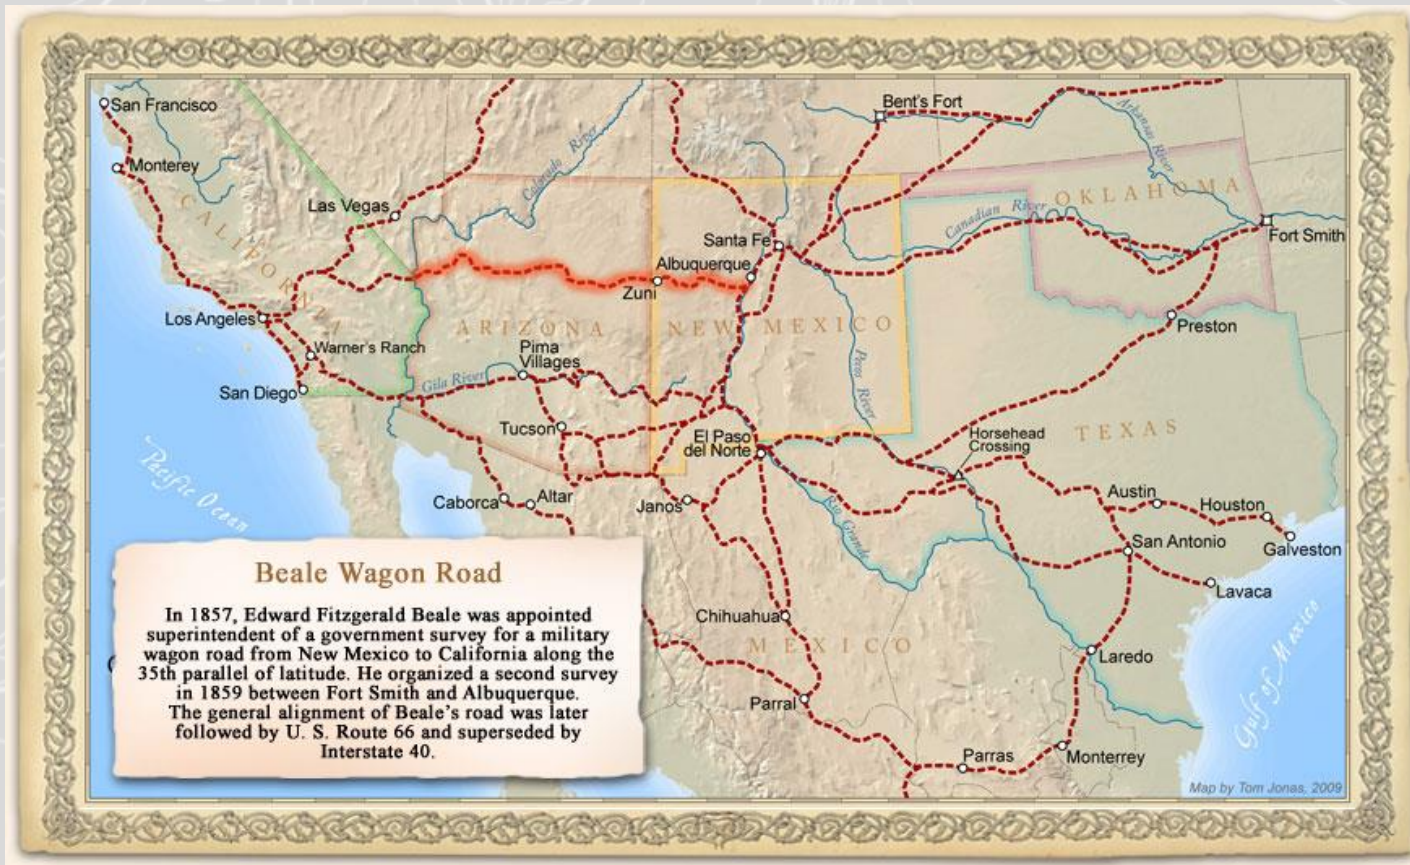 San Francisco
Bent's Fort
Arkansas River
Monterey
Colorado River
CALIFORNIA
OKLAHOMA
Las Vegas
Canadian River
Fort Smith
Santa Fe
Albuquerque
Zuni
Los Angeles
ARIZONA
NEW MEXICO
Preston
Warner's Ranch
Pima
Villages
Pecos River
Gila River
San Diego
Tucson
El Paso
del Norte
Horsehead
Crossing
TEXAS
Pacific Ocean
Caborca
Altar
Janos
Rio Grande
Austin
Houston
San Antonio
Galveston
Lavaca
Beale Wagon Road
In 1857, Edward Fitzgerald Beale was appointed
superintendent of a government survey for a military
wagon road from New Mexico to California along the
35th parallel of latitude. He organized a second survey
in 1859 between Fort Smith and Albuquerque.
The general alignment of Beale's road was later
followed by U. S. Route 66 and superseded by
Interstate 40.
Chihuahua
MEXICO
Laredo
Gulf of Mexico
Parral
Parras
Monterrey
Map by Tom Jonas, 2009